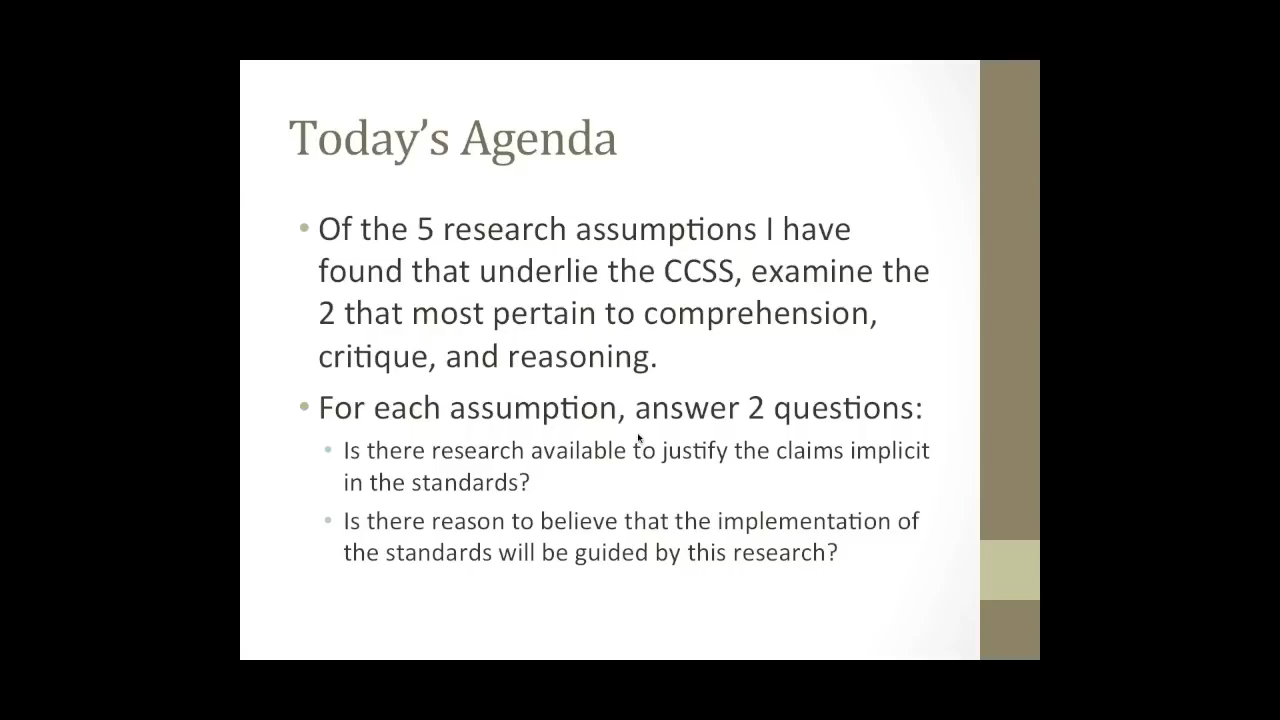 Today’s Agenda
• Of the 5 research assumptions I have
found that underlie the CCSS, examine the
2 that most pertain to comprehension,
critique, and reasoning.
• For each assumption, answer 2 questions:
• Is there research available to justify the claims implicit
in the standards?
• Is there reason to believe that the implementation of
the standards will be guided by this research?